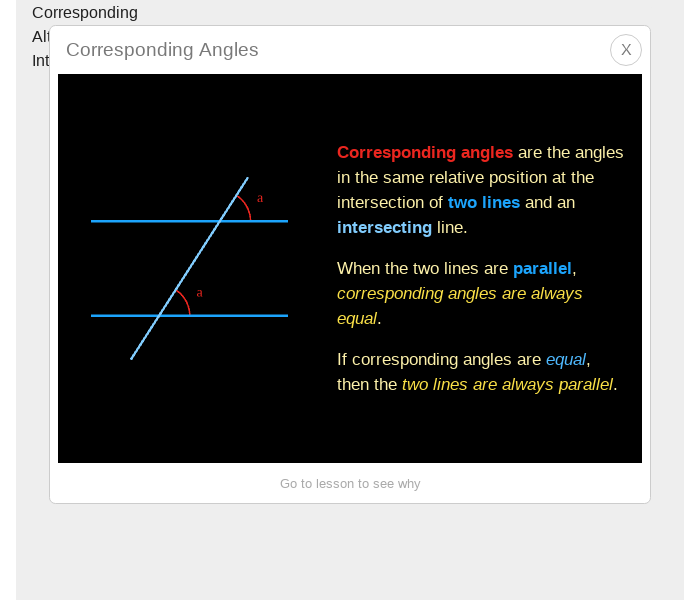 Corresponding
Alt
Int
Corresponding Angles
X
a
a
Corresponding angles are the angles
in the same relative position at the
intersection of two lines and an
intersecting line.
When the two lines are parallel,
corresponding angles are always
equal.
If corresponding angles are equal,
then the two lines are always parallel.
Go to lesson to see why